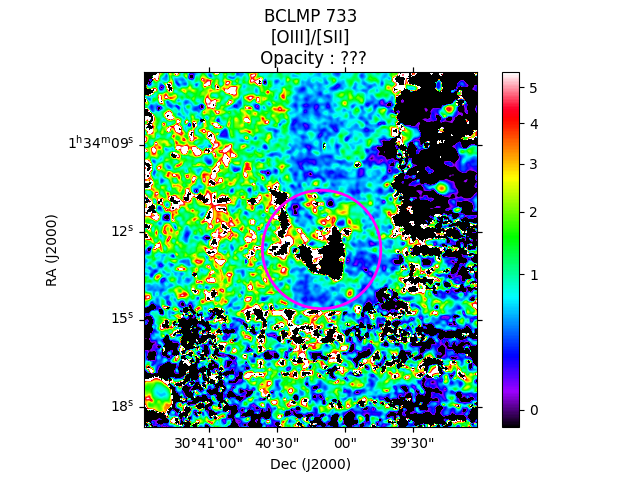 BCLMP 733
[OIII]/[SII]
Opacity : ???
1h34m09s
12s
15s
18s
RA (J2000)
30°41'00" 40'30" 00" 39'30"
Dec (J2000)
5
4
3
2
1
0